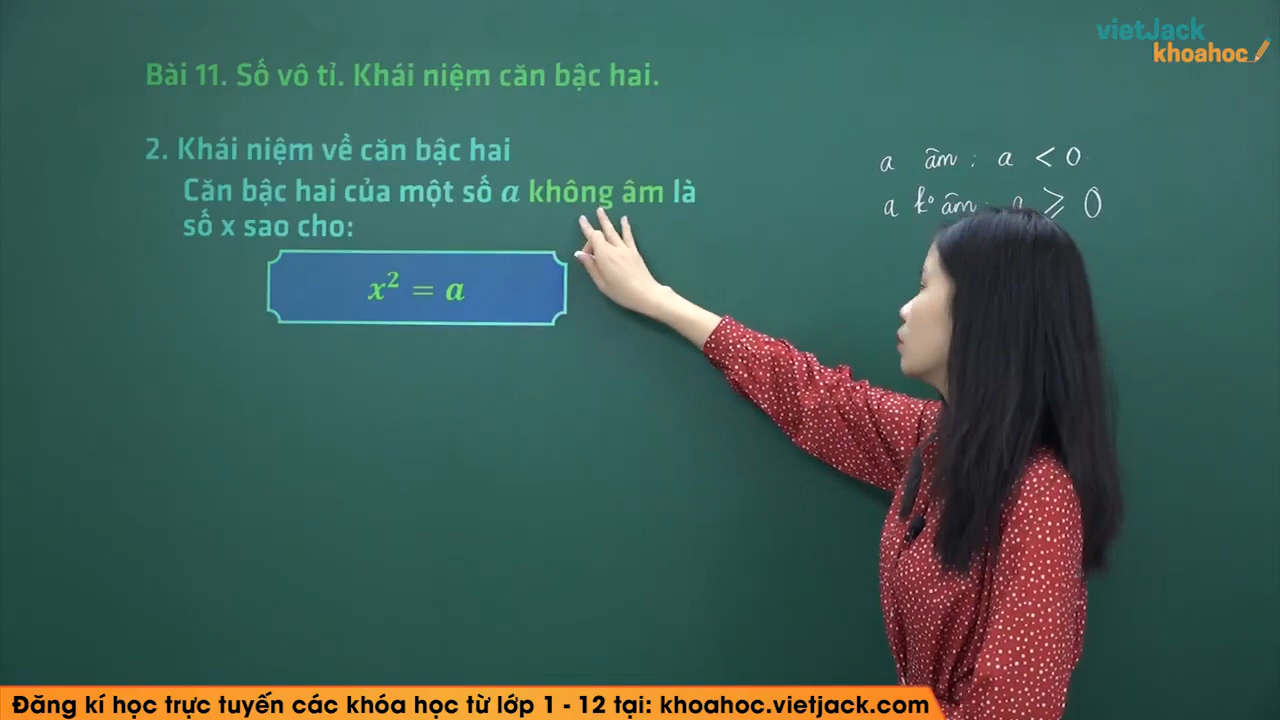 vietJack
khoahoc
Bài 11. Số vô tỉ. Khái niệm căn bậc hai.
2. Khái niệm về căn bậc hai
Căn bậc hai của một số a không âm là
số x sao cho:
x² = a
a âm : a < 0
a kº âm : a ⩾ 0
Đăng kí học trực tuyến các khóa học từ lớp 1 - 12 tại: khoahoc.vietjack.com